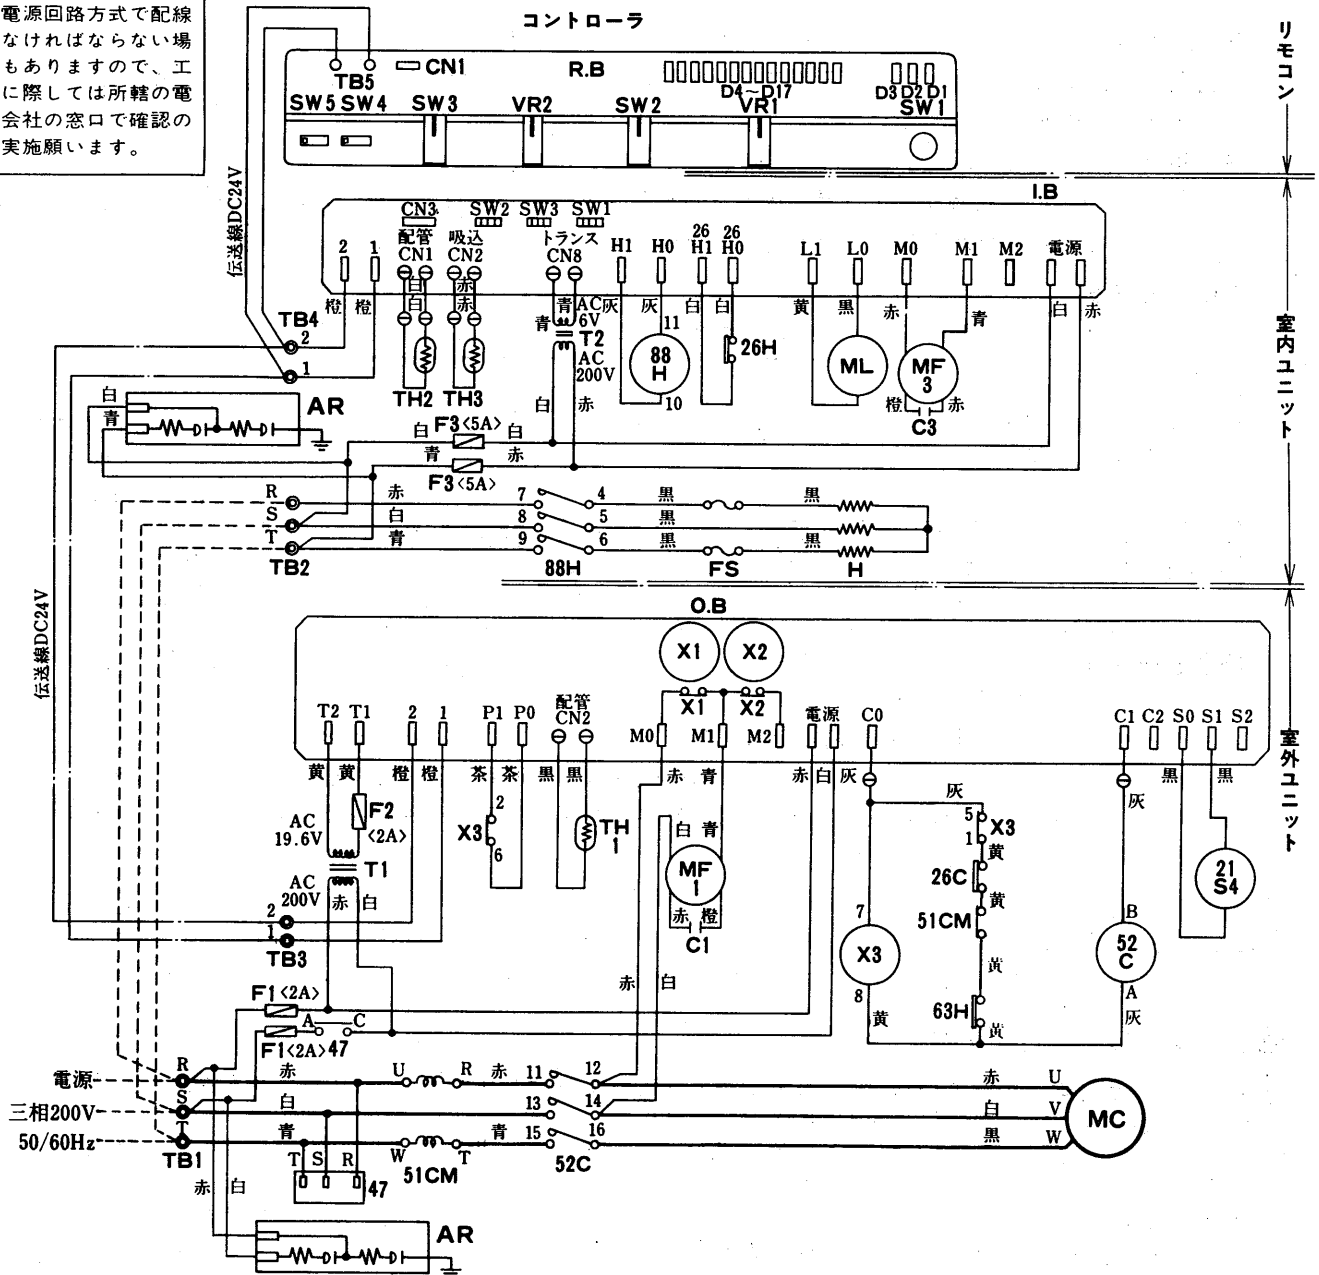 電源回路方式で配線
なければならない場
もありますので、工
に際しては所轄の電
会社の窓口で確認の
実施願います。
コントローラ
リモコン
TB5 CN1 R.B D4~D17 D3 D2 D1
SW5 SW4 SW3 VR2 SW2 VR1 SW1
伝送線DC24V
I.B
CN3 SW2 SW3 SW1
2 1 配管 CN1 吸込 CN2 トランス CN8 H1 H0 26 H1 26 H0 L1 L0 M0 M1 M2 電源
白 白 赤 赤
橙 橙 青 青 AC 6V 灰 灰 白 白 黄 黒 赤 青 白 赤
室内ユニット
TB4 2 1
T2 AC 200V
11 88 H 10
26H
ML
MF 3
橙 赤
C3
TH2 TH3
白 赤
白 青 AR
白 F3<5A> 白
青 F3<5A> 赤
R 赤 7 4 黒 黒
S 白 8 5 黒
T 青 9 6 黒 黒
TB2 88H FS H
伝送線DC24V
O.B
X1 X2
X1 X2
T2 T1 2 1 P1 P0 配管 CN2 M0 M1 M2 電源 C0 C1 C2 S0 S1 S2
室外ユニット
黄 黄 橙 橙 茶 茶 黒 黒 赤 青 赤 白 灰 灰 黒 黒
F2 <2A>
AC 19.6V
T1
AC 200V
赤 白
X3 2 6
TH 1
白 青
MF 1
赤 橙
C1
灰
5 1 X3
黄
26C
黄
51CM
黄
63H
黄
7 X3 8
黄
B 52 C A
灰
21 S4
2 1 TB3
赤 白
F1<2A>
A C
F1<2A> 47
電源 R 赤 U R 赤 11 12 赤 U
三相200V S 白 13 14 白 V
50/60Hz T 青 W T 青 15 16 黒 W
MC
TB1 T S R 47 51CM 52C
赤 白
AR